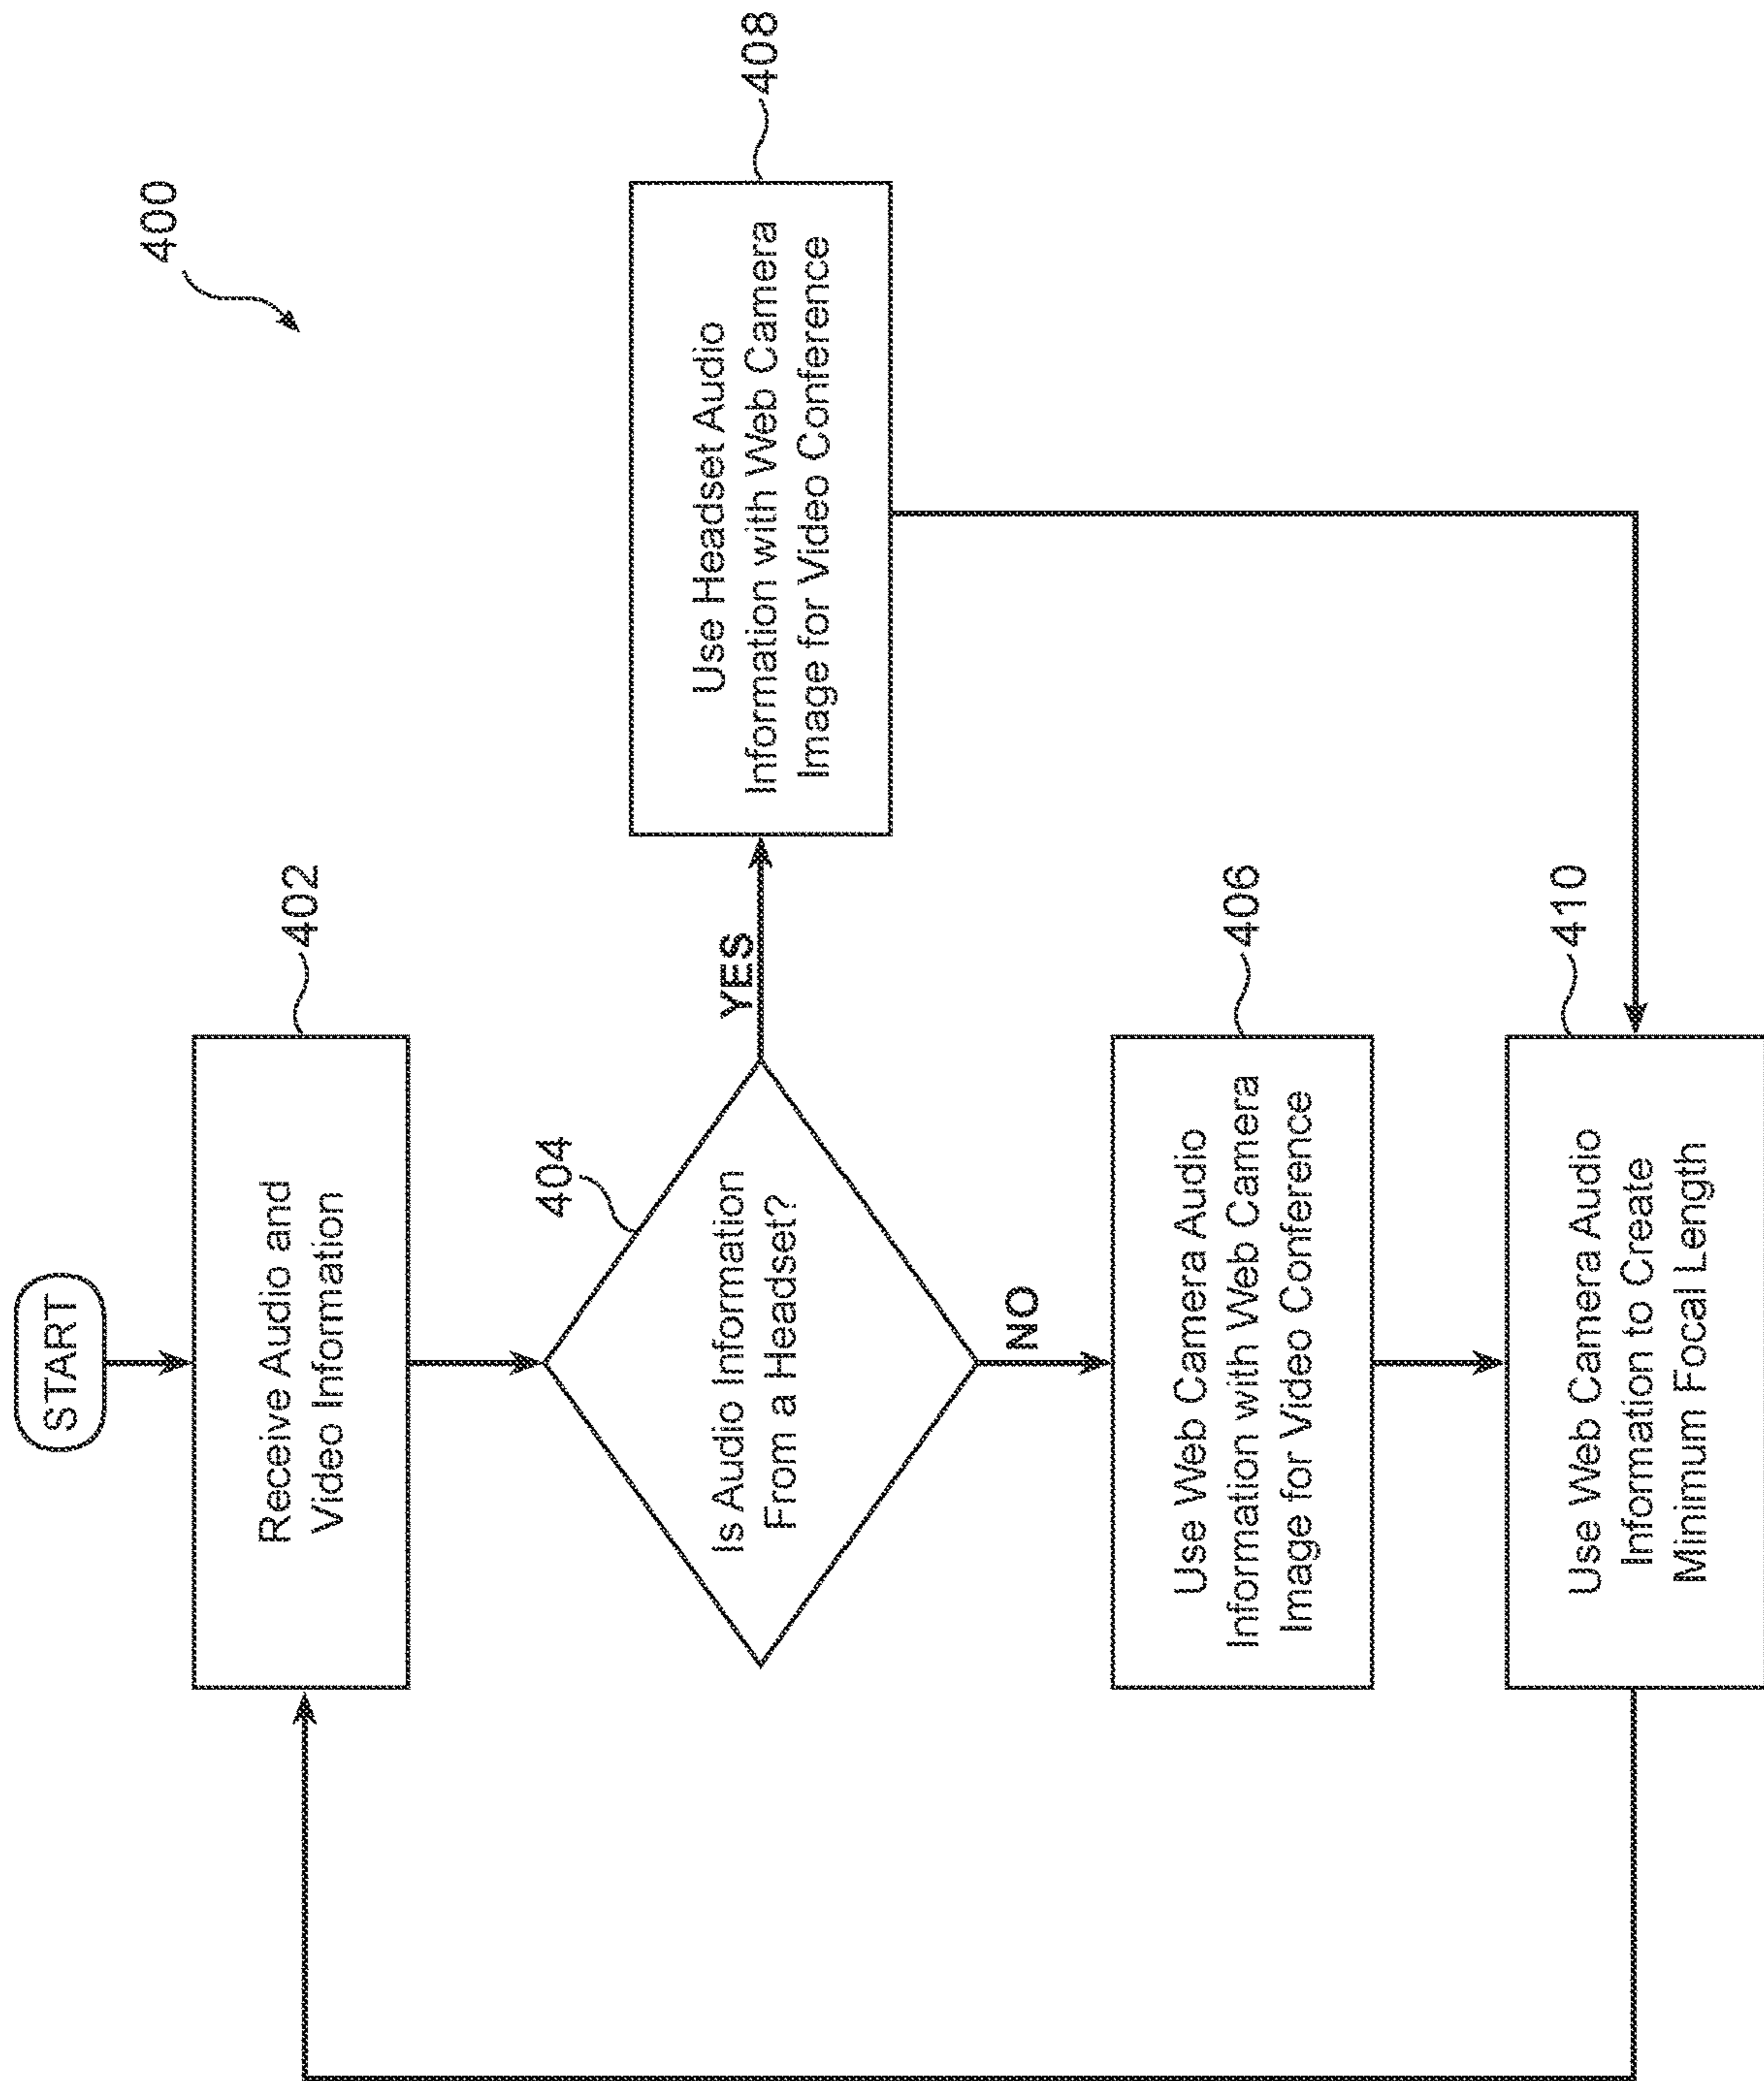 400
START
402
Receive Audio and
Video Information
404
Is Audio Information
From a Headset?
YES
408
Use Headset Audio
Information with Web Camera
Image for Video Conference
NO
406
Use Web Camera Audio
Information with Web Camera
Image for Video Conference
410
Use Web Camera Audio
Information to Create
Minimum Focal Length